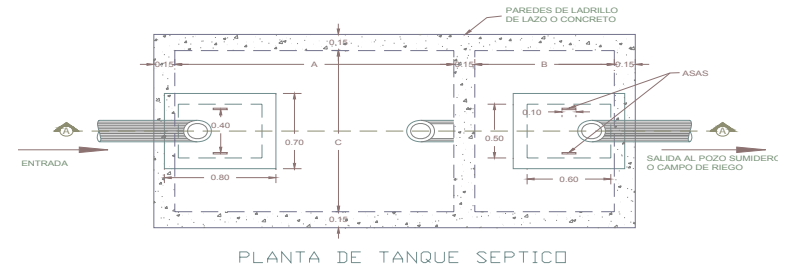 PAREDES DE LADRILLO
DE LAZO O CONCRETO
0.15
0.15
A
0.15
B
0.15
ASAS
0.40
0.10
0.50
0.70
C
A
A
ENTRADA
0.80
0.60
SALIDA AL POZO SUMIDERO
O CAMPO DE RIEGO
0.15
PLANTA DE TANQUE SEPTICO